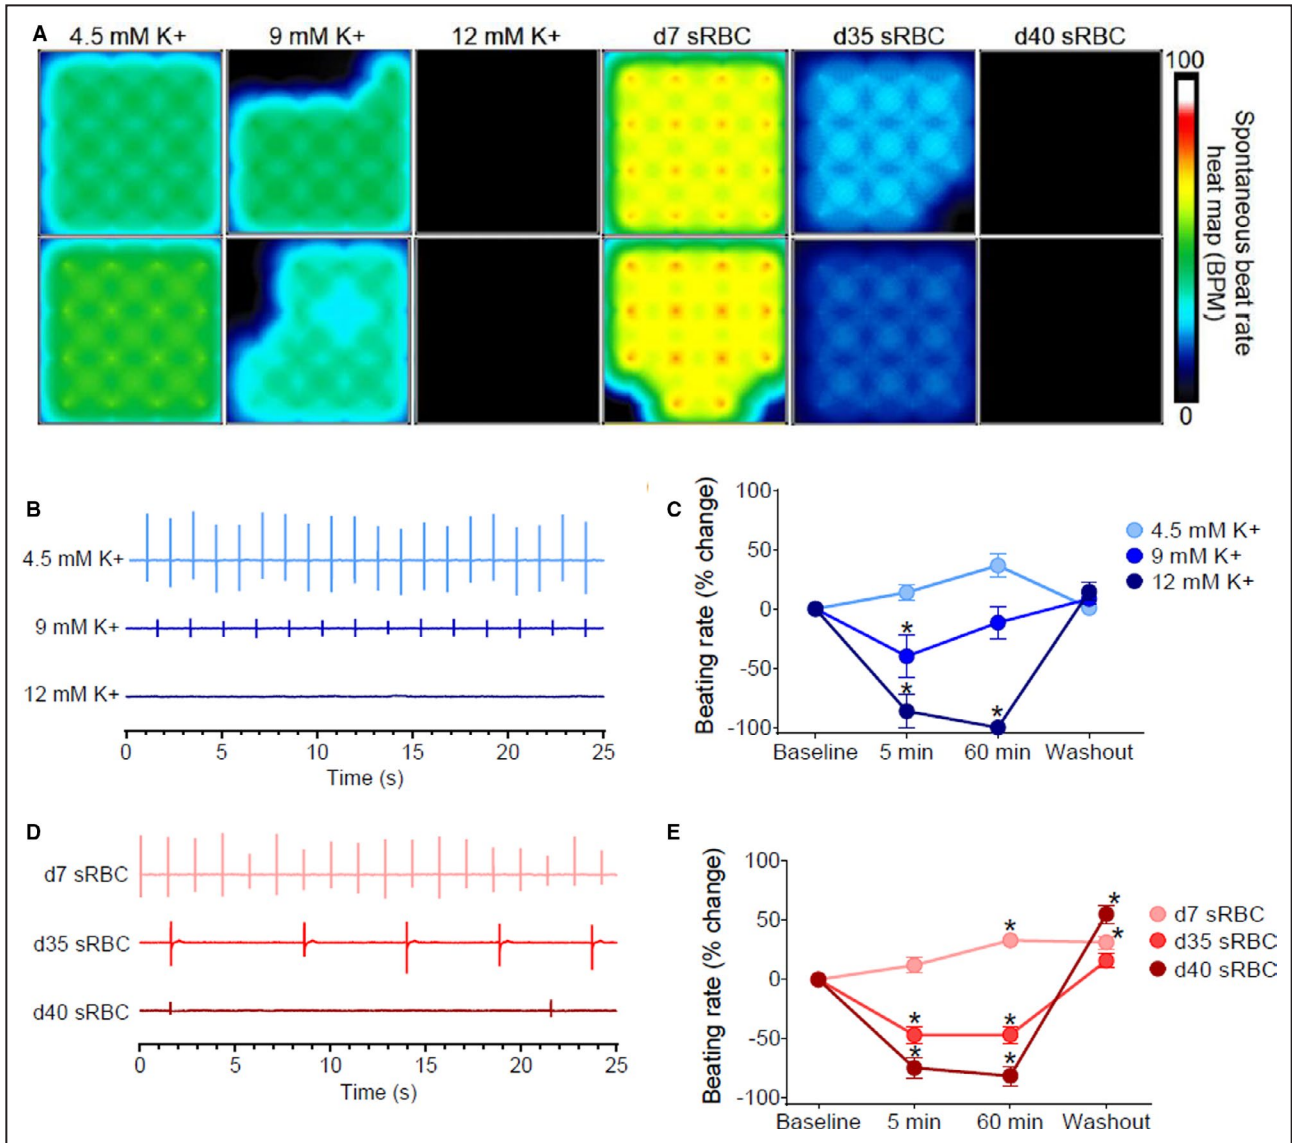 A
4.5 mM K+ 9 mM K+ 12 mM K+ d7 sRBC d35 sRBC d40 sRBC
100
Spontaneous beat rate
heat map (BPM)
0
B
4.5 mM K+
9 mM K+
12 mM K+
0 5 10 15 20 25
Time (s)
C
Beating rate (% change)
100
50
0
-50
-100
* * *
Baseline 5 min 60 min Washout
4.5 mM K+
9 mM K+
12 mM K+
D
d7 sRBC
d35 sRBC
d40 sRBC
0 5 10 15 20 25
Time (s)
E
Beating rate (% change)
100
50
0
-50
-100
* * * * * * *
Baseline 5 min 60 min Washout
d7 sRBC
d35 sRBC
d40 sRBC